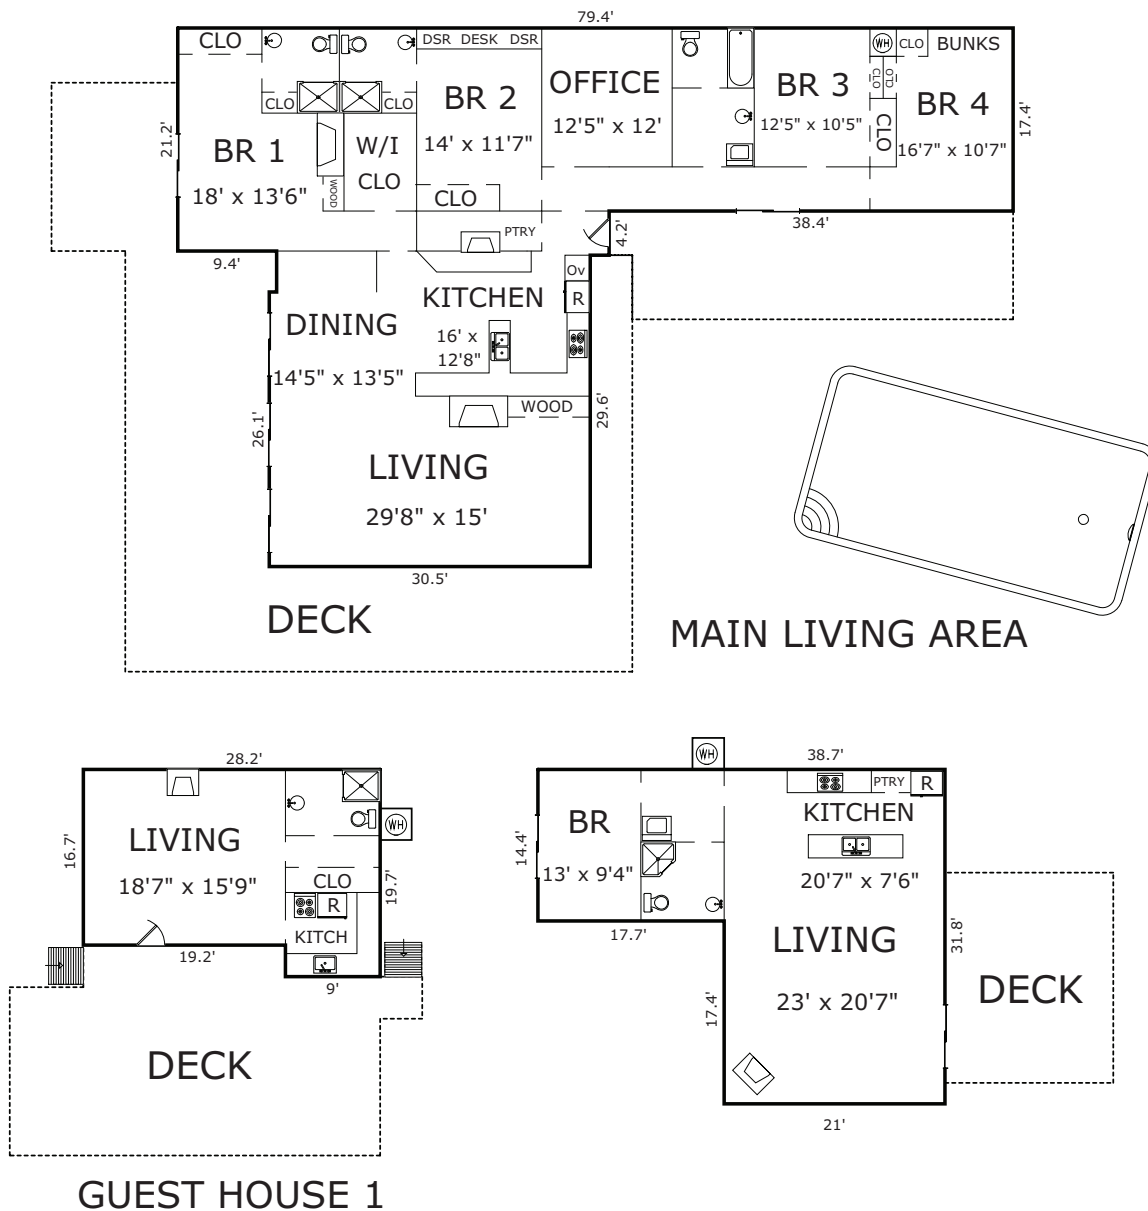 79.4'
CLO
DSR DESK DSR
WH
CLO
BUNKS
OFFICE
BR 3
12'5" x 10'5"
CLO
CLO
BR 4
16'7" x 10'7"
17.4'
CLO
CLO
CLO
BR 2
14' x 11'7"
12'5" x 12'
CLO
21.2'
BR 1
18' x 13'6"
W/I
CLO
WOOD
CLO
PTRY
4.2'
38.4'
9.4'
Ov
R
KITCHEN
16' x
12'8"
DINING
14'5" x 13'5"
WOOD
29.6'
26.1'
LIVING
29'8" x 15'
30.5'
DECK
MAIN LIVING AREA
28.2'
LIVING
18'7" x 15'9"
16.7'
WH
CLO
19.7'
R
KITCH
19.2'
9'
DECK
GUEST HOUSE 1
WH
38.7'
PTRY
R
KITCHEN
20'7" x 7'6"
BR
13' x 9'4"
14.4'
17.7'
LIVING
23' x 20'7"
31.8'
17.4'
DECK
21'